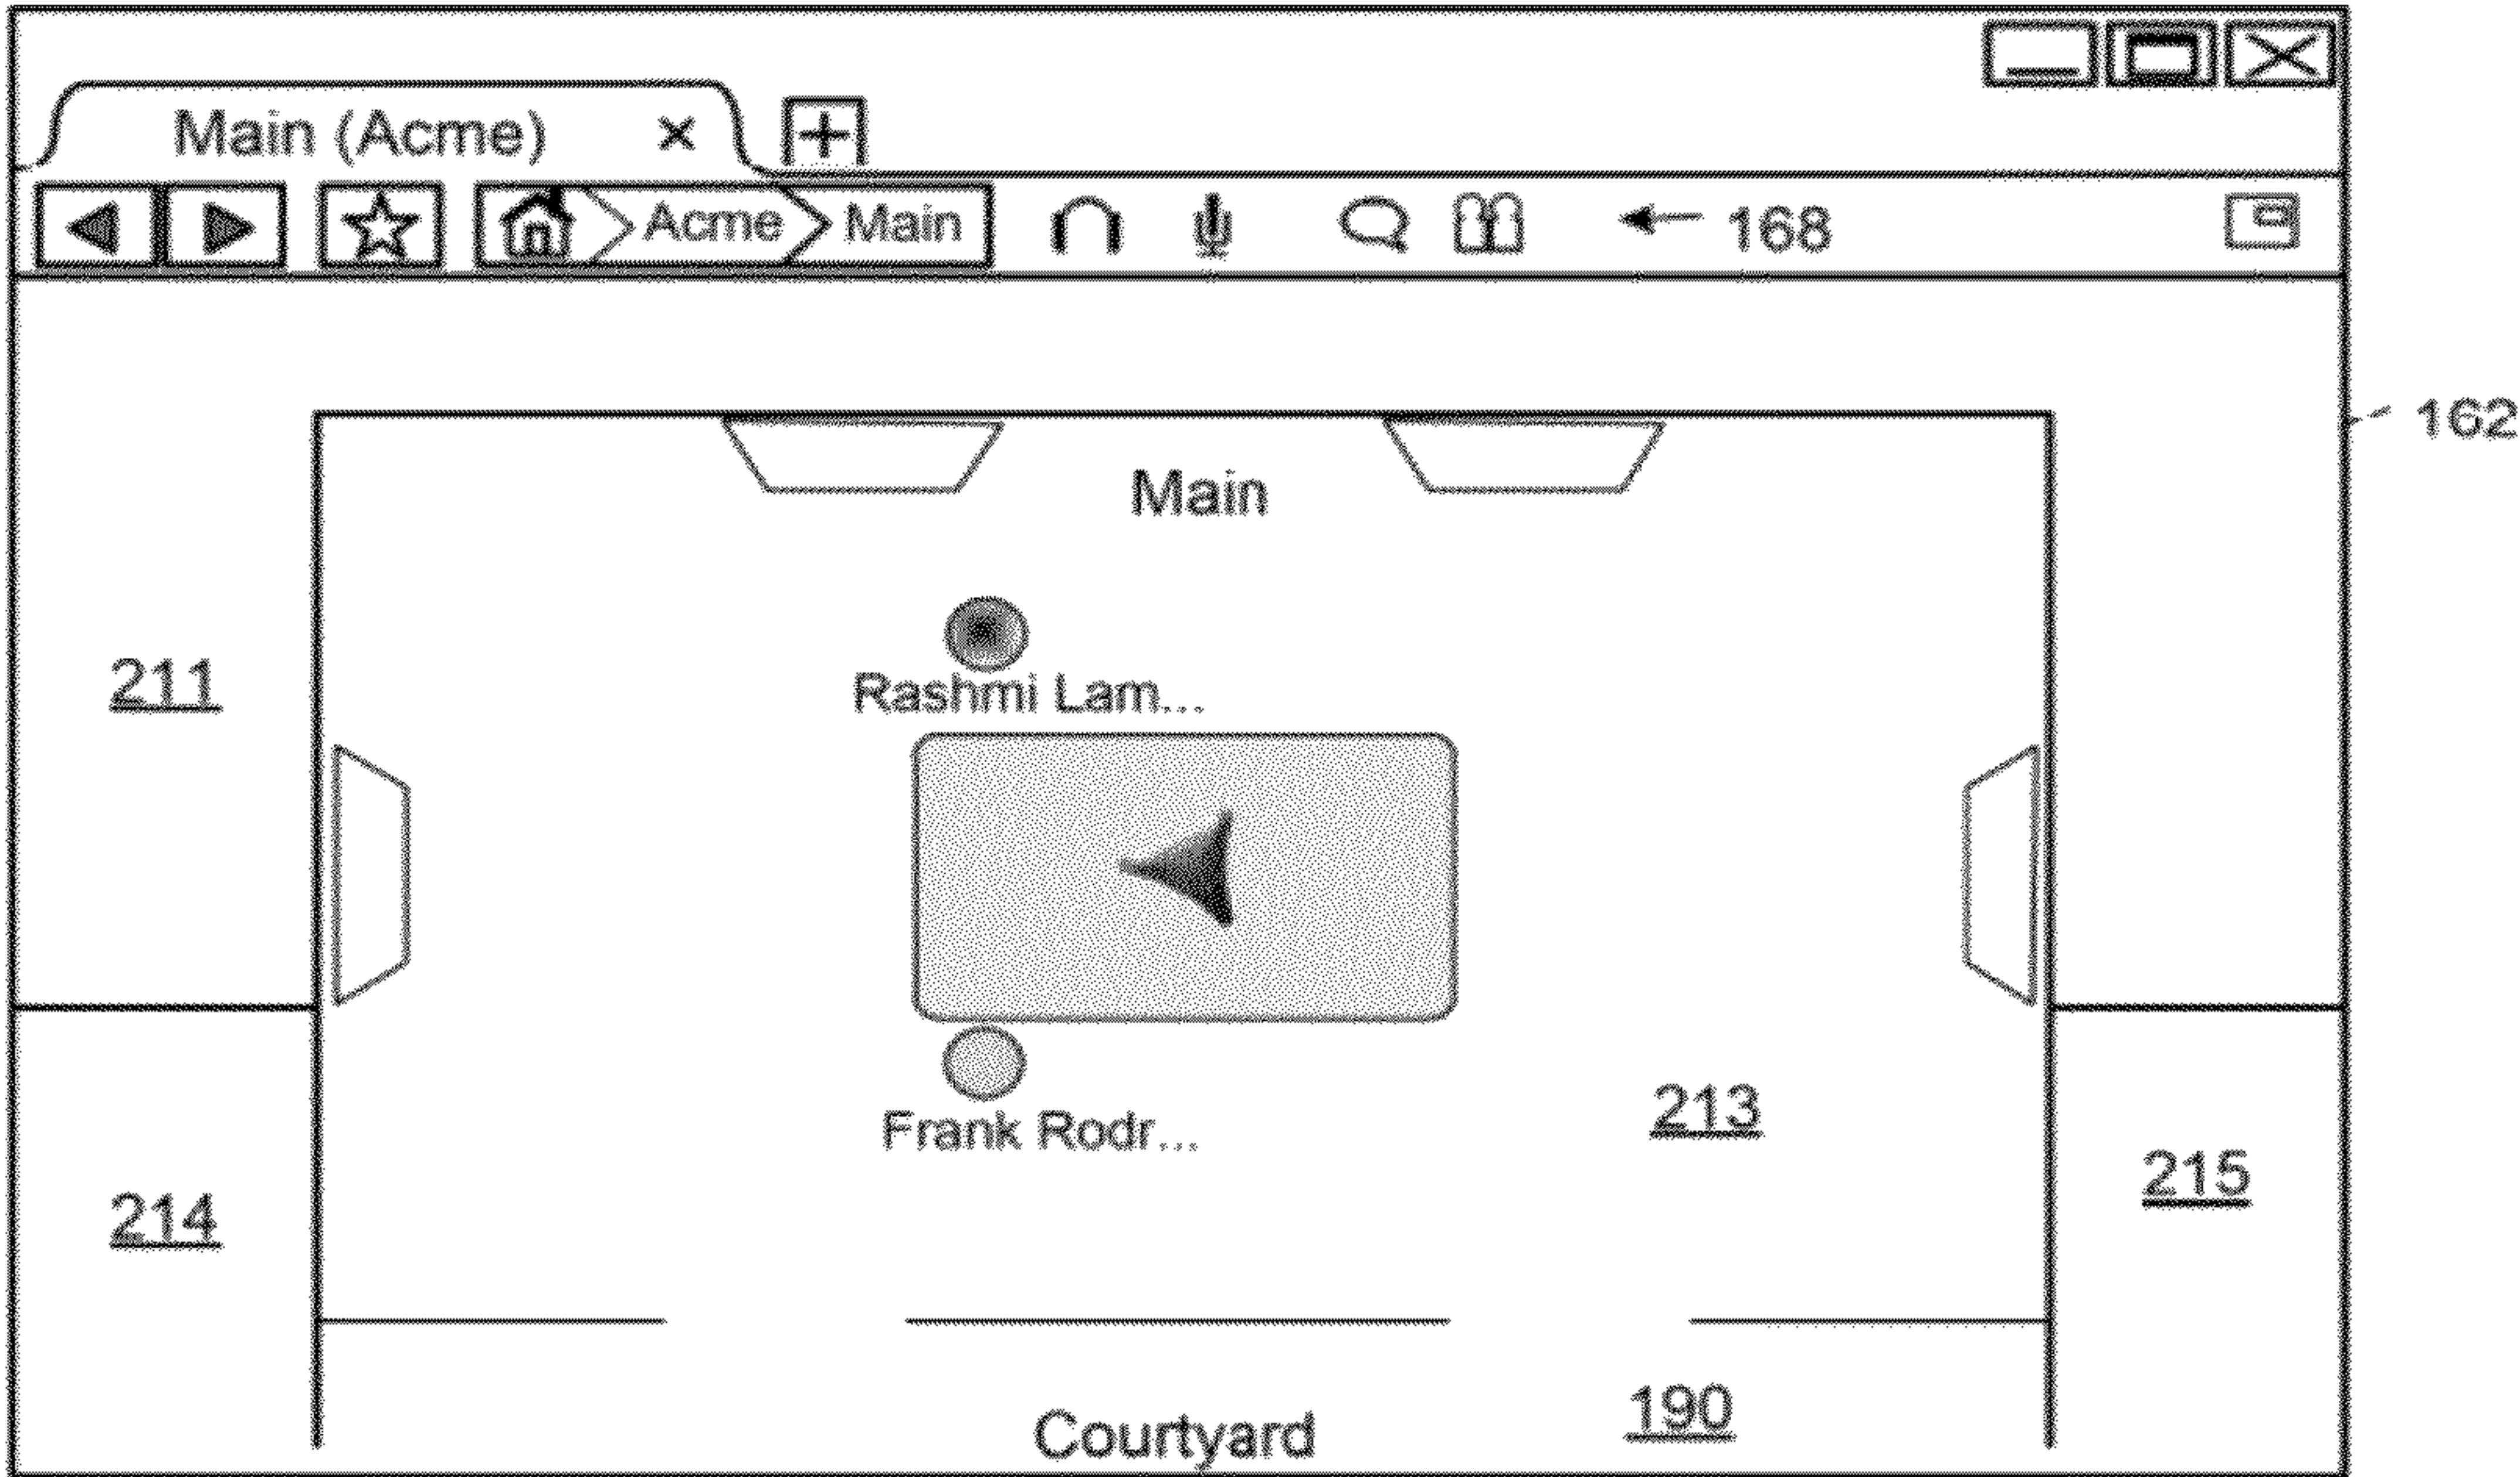 Main (Acme)
Acme Main 168
162
Main
211
Rashmi Lam...
Frank Rodr...
213
215
214
190
Courtyard